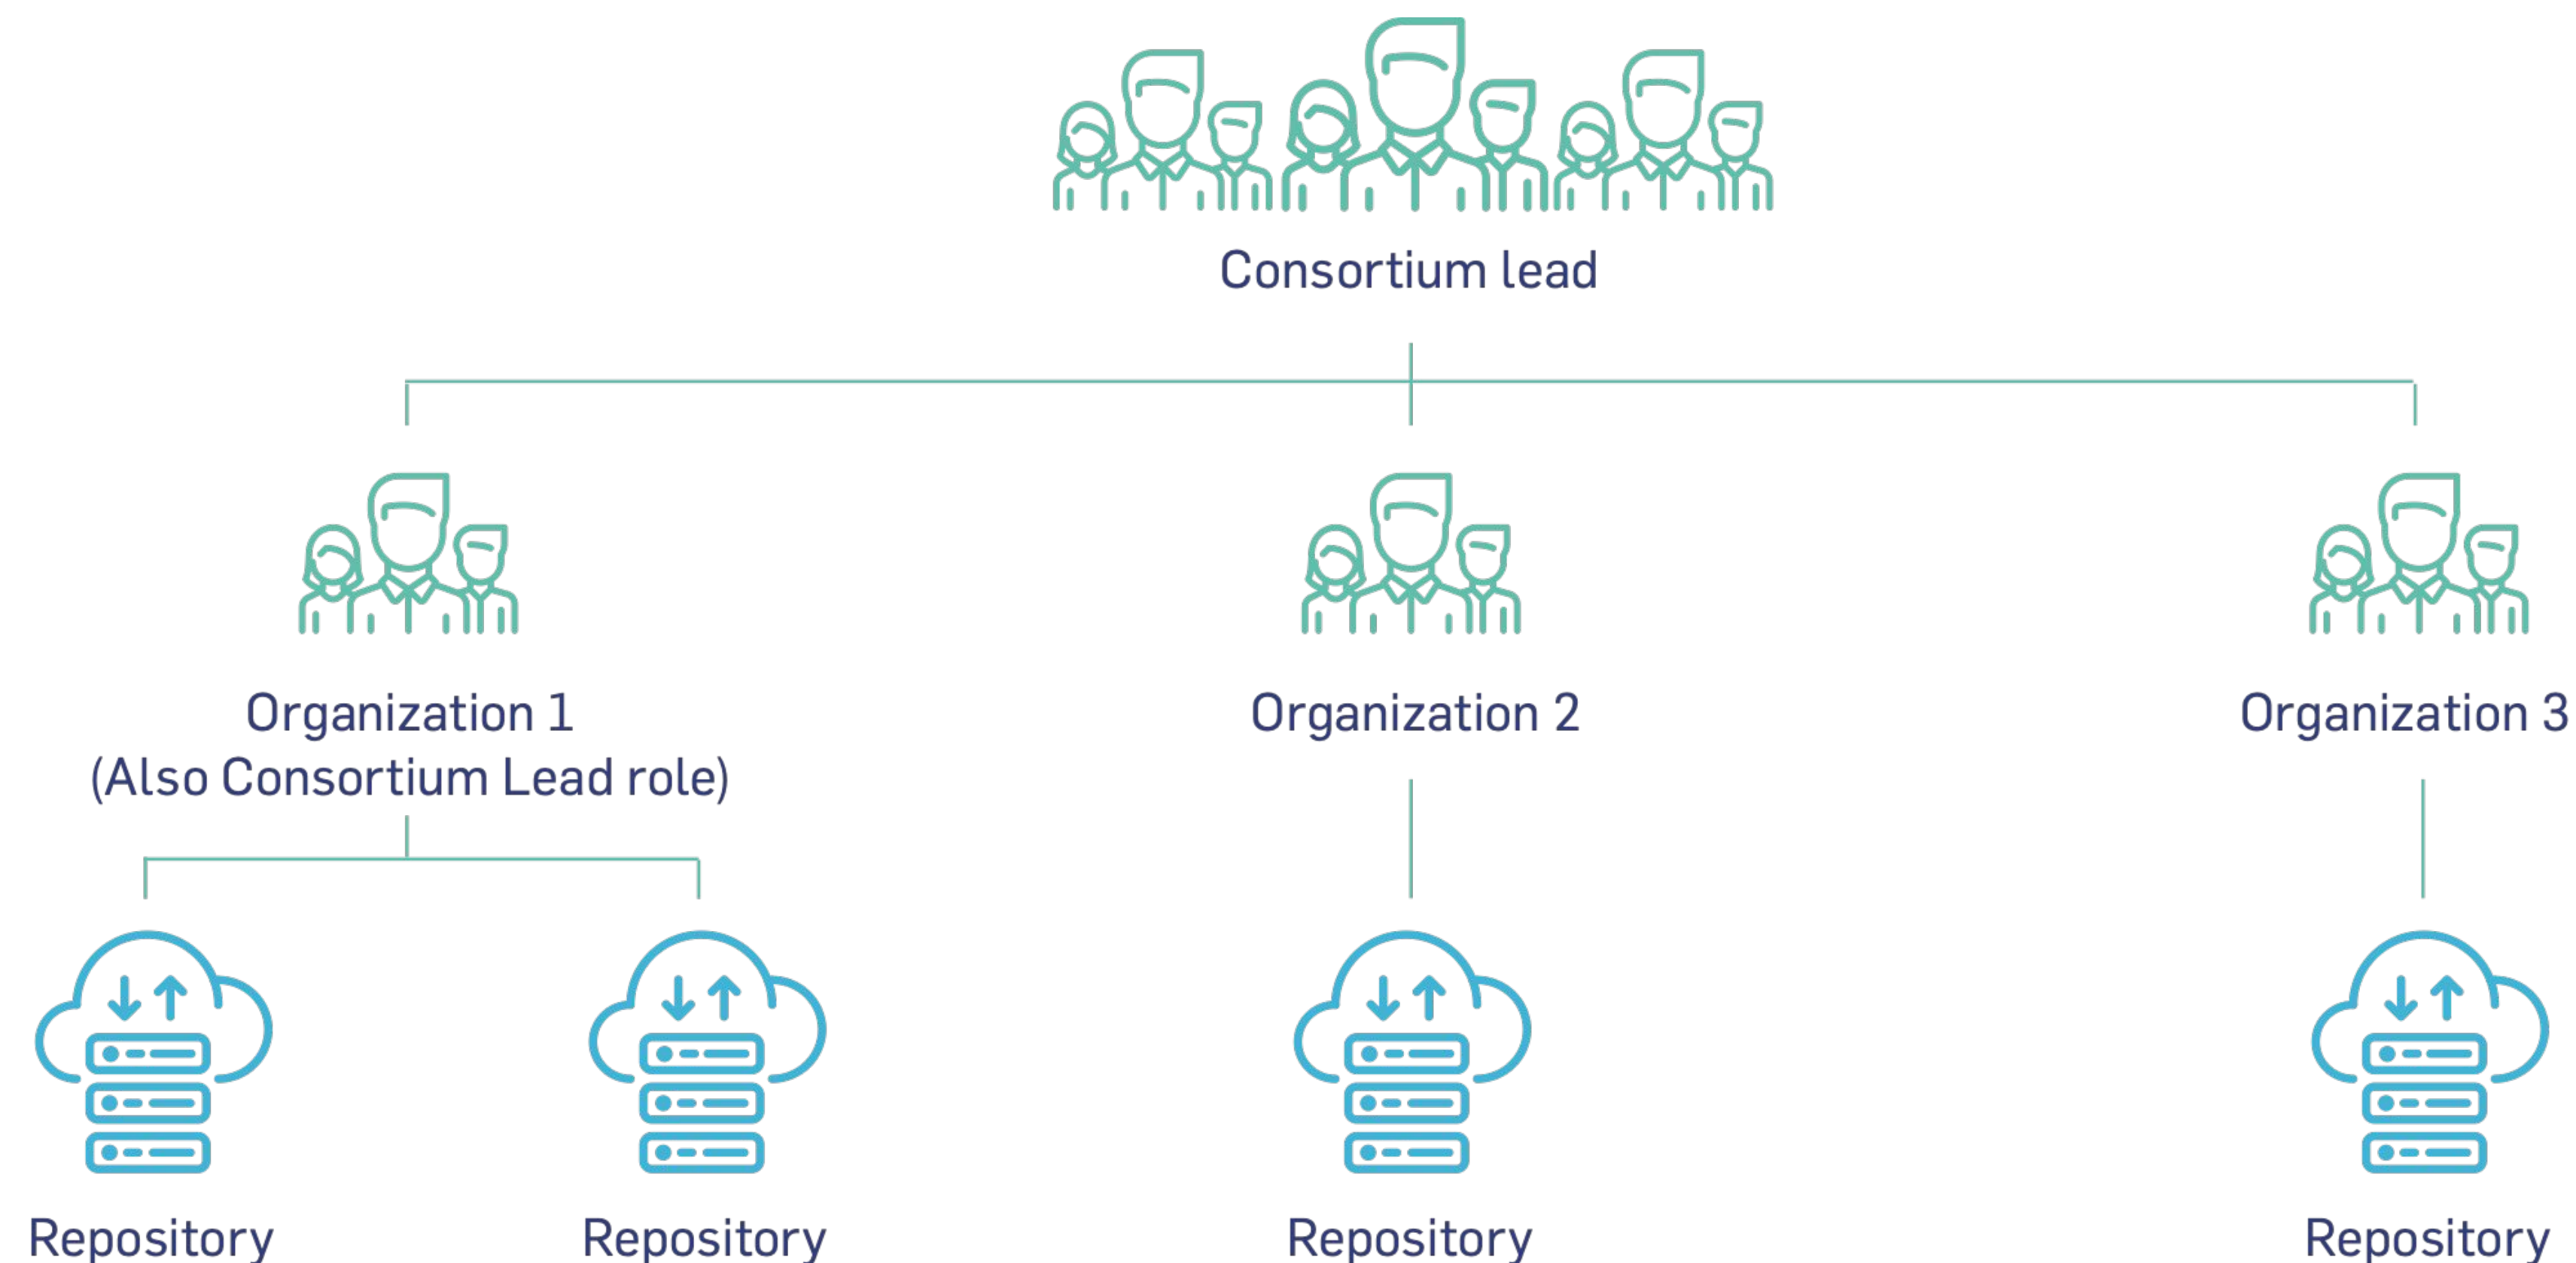 Consortium lead
Organization 1
(Also Consortium Lead role)
Organization 2
Organization 3
Repository
Repository
Repository
Repository